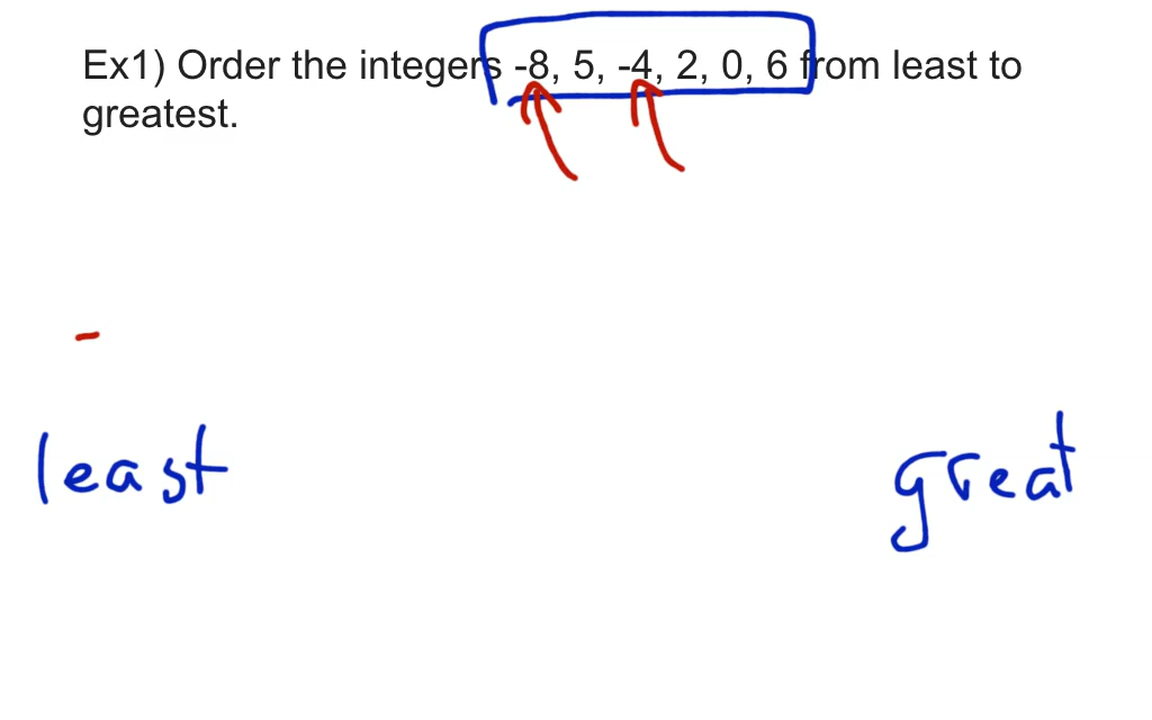 Ex1) Order the integers -8, 5, -4, 2, 0, 6 from least to
greatest.
-
least great